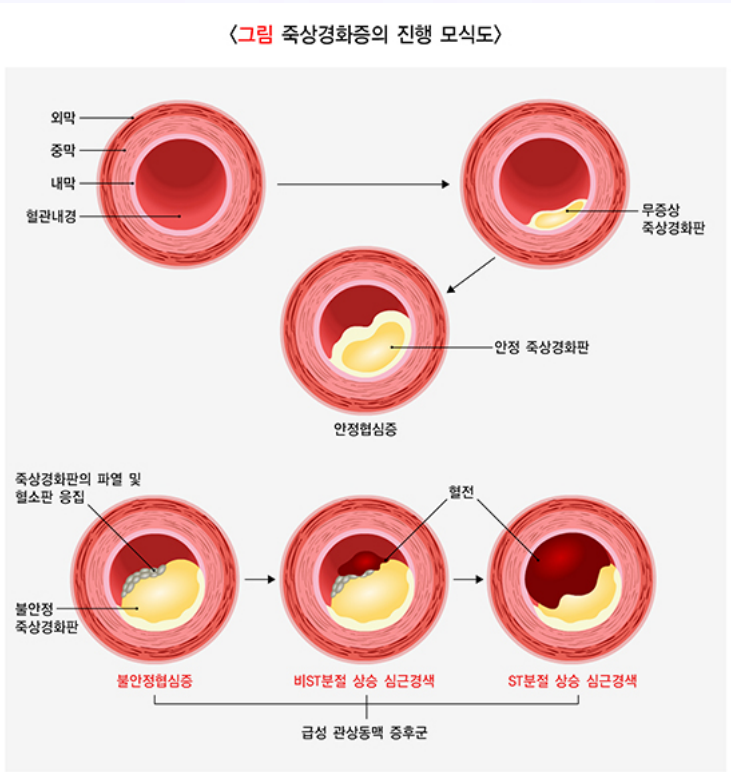 <그림 죽상경화증의 진행 모식도>
외막
중막
내막
혈관내경
무증상
죽상경화판
안정 죽상경화판
안정협심증
죽상경화판의 파열 및
혈소판 응집
혈전
불안정
죽상경화판
불안정협심증
비ST분절 상승 심근경색
ST분절 상승 심근경색
급성 관상동맥 증후군